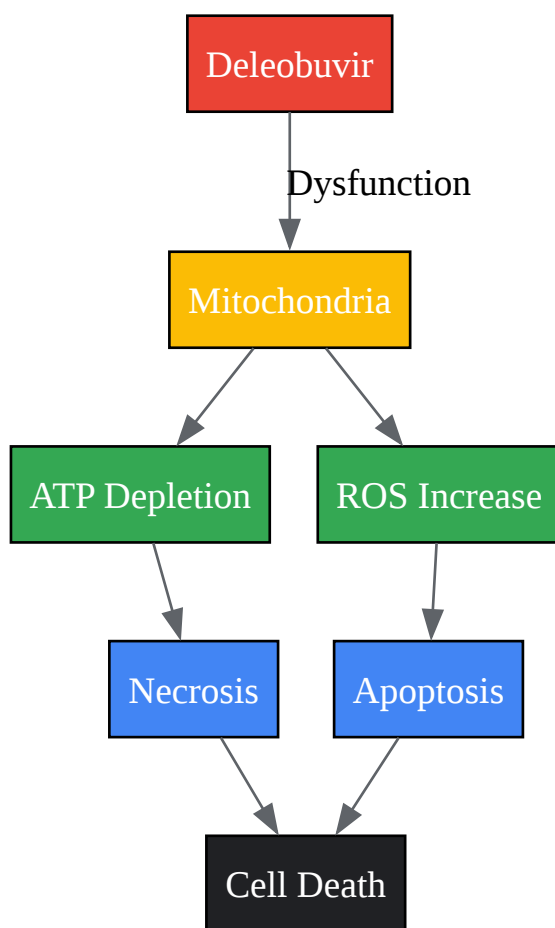 Deleobuvir
Dysfunction
Mitochondria
ATP Depletion
ROS Increase
Necrosis
Apoptosis
Cell Death